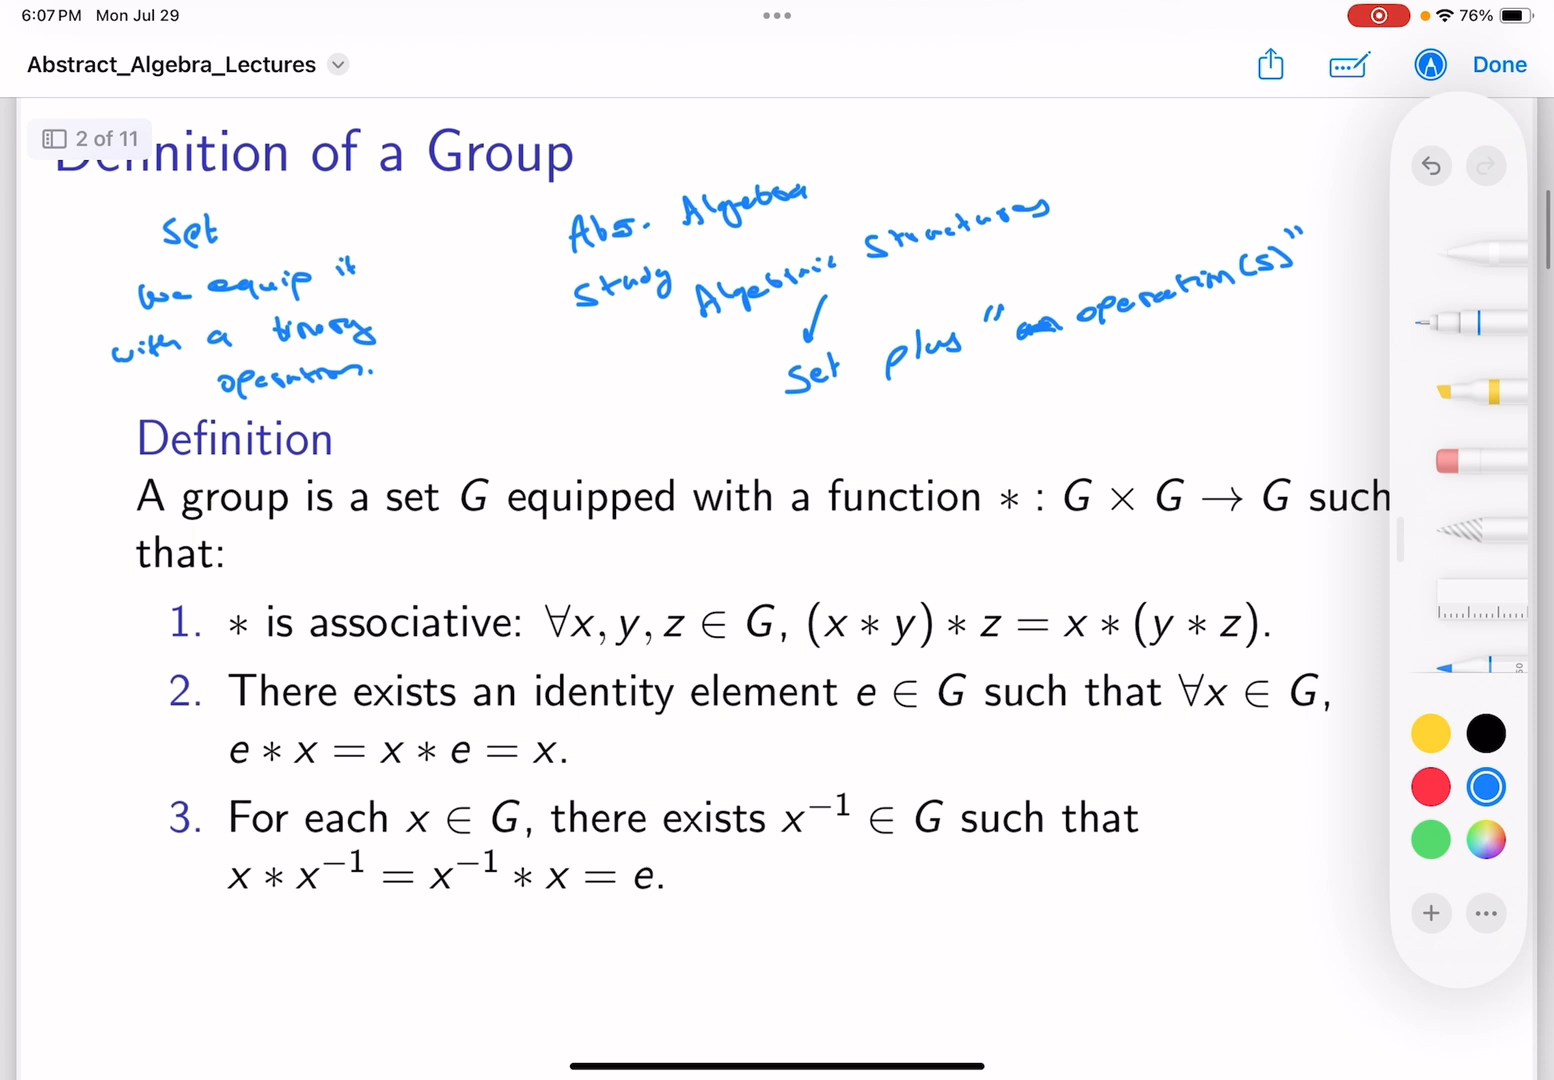 6:07 PM Mon Jul 29
76%
Abstract_Algebra_Lectures
Done
2 of 11
Definition of a Group
Set
we equip it
with a binary
operation.
Abs. Algebra
Study Algebraic Structures
Set plus " operation(s)"
Definition
A group is a set G equipped with a function ∗ : G × G → G such
that:
1. ∗ is associative: ∀x, y, z ∈ G, (x ∗ y) ∗ z = x ∗ (y ∗ z).
2. There exists an identity element e ∈ G such that ∀x ∈ G,
e ∗ x = x ∗ e = x.
3. For each x ∈ G, there exists x⁻¹ ∈ G such that
x ∗ x⁻¹ = x⁻¹ ∗ x = e.